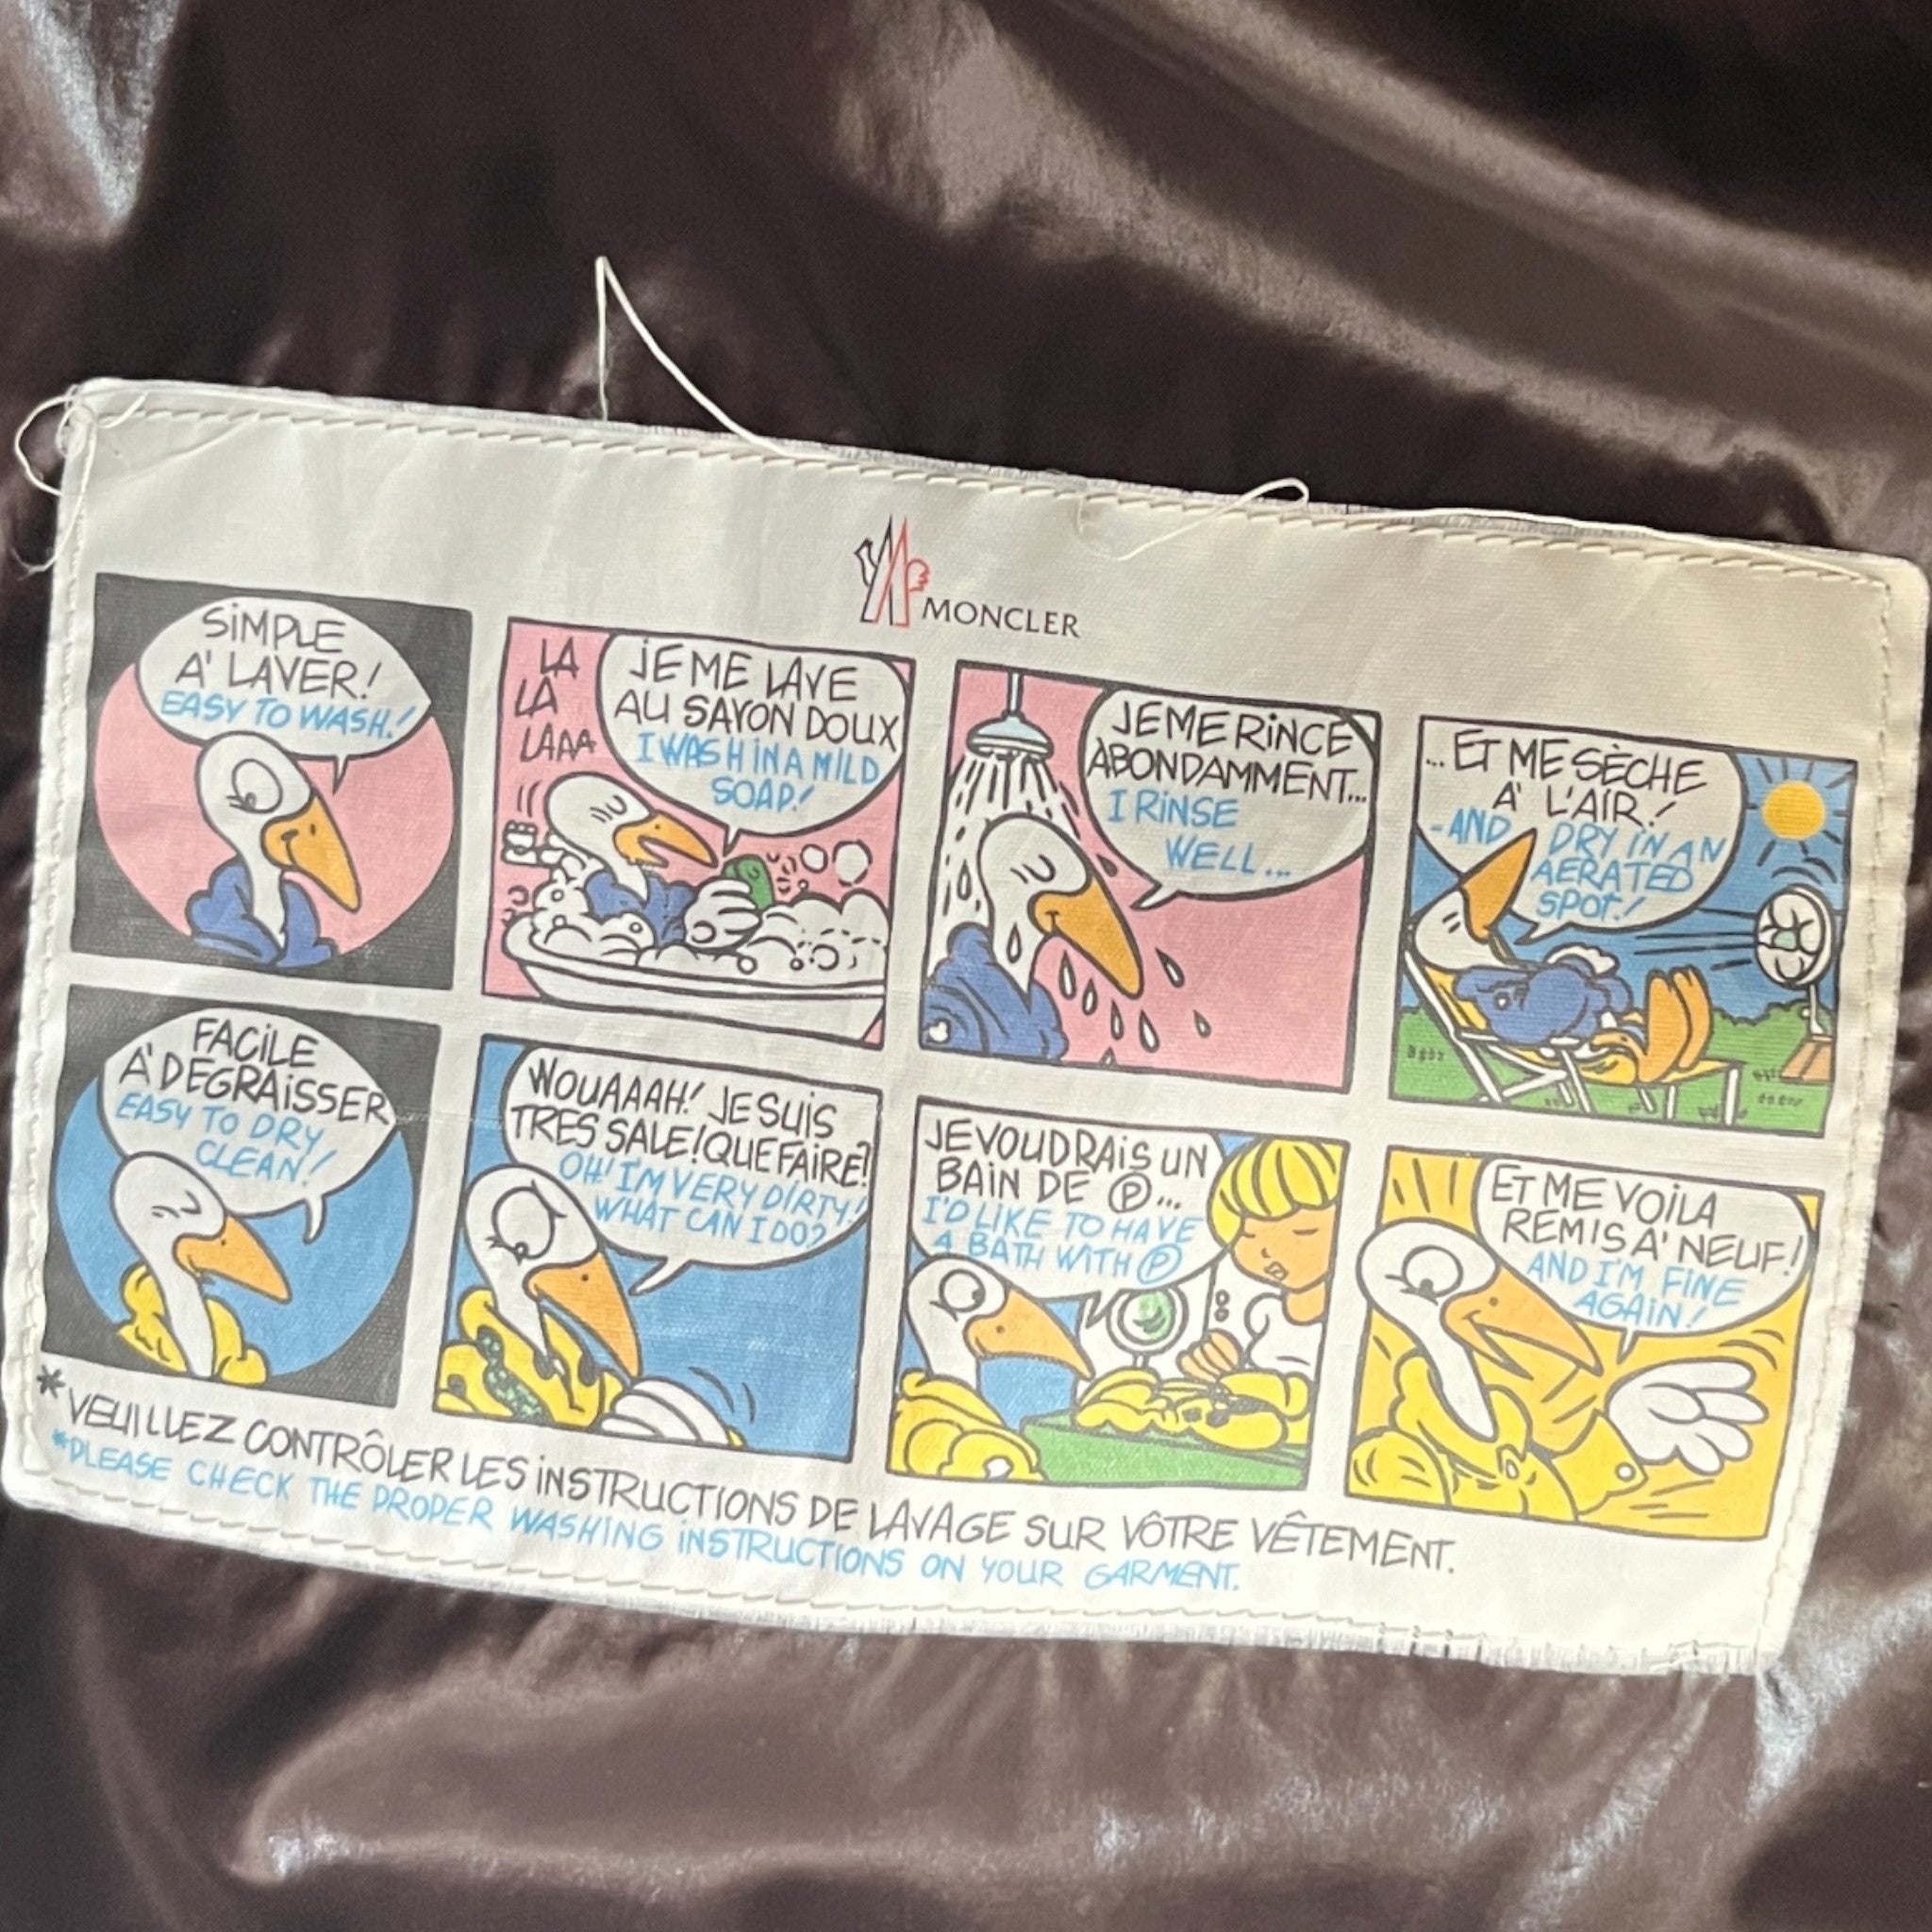 MONCLER
SiMPLE
A' LAVER!
EASY TO WASH!
LA
LA
LAAA
JE ME LAVE
AU SAVON DOUX
I WASH IN A MILD
SOAP!
JE ME RiNCE
ABONDAMMENT...
I RiNSE
WELL...
... ET ME SÈCHE
A' L'AIR!
- AND DRY IN AN
AERATED
SPOT!
FACiLE
A' DEGRAiSSER
EASY TO DRY
CLEAN!
WOUAAAH! JE SUiS
TRES SALE! QUE FAiRE?
OH! I'M VERY DIRTY!
WHAT CAN I DO?
JE VOUDRAiS UN
BAiN DE Ⓟ...
I'D LIKE TO HAVE
A BATH WITH Ⓟ
ET ME VOiLA
REMIS A' NEUF!
AND I'M FINE
AGAIN!
*VEUILLEZ CONTRÔLER LES iNSTRUCTIONS DE LAVAGE SUR VÔTRE VÊTEMENT.
*PLEASE CHECK THE PROPER WASHING iNSTRUCTIONS ON YOUR GARMENT.